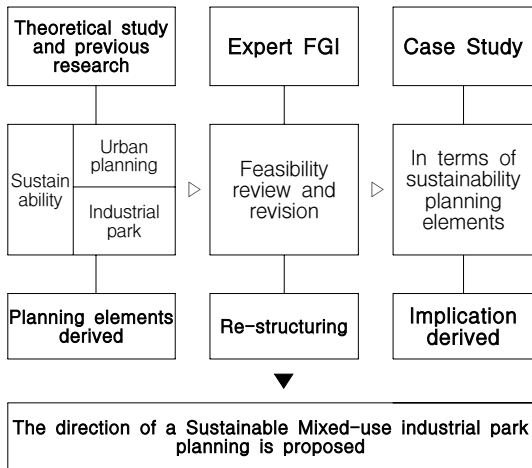 Theoretical study
and previous
research
Expert FGI
Case Study
Sustain
ability
Urban
planning
Industrial
park
Feasibility
review and
revision
In terms of
sustainability
planning
elements
Planning elements
derived
Re-structuring
Implication
derived
The direction of a Sustainable Mixed-use industrial park
planning is proposed